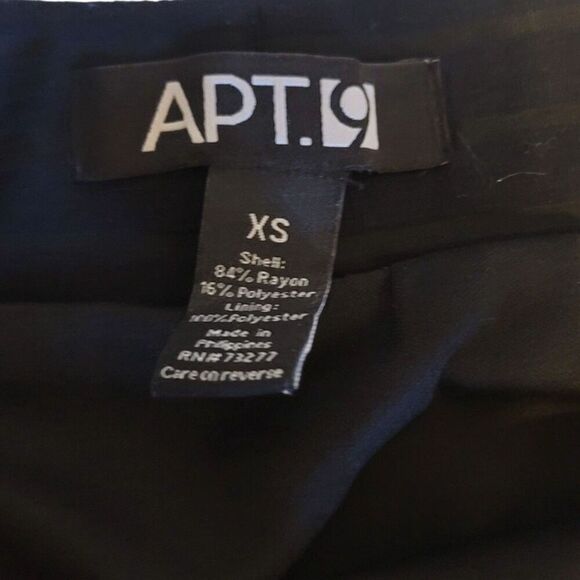 APT.9
XS
Shell:
84% Rayon
16% Polyester
Lining:
100% Polyester
Made in
Philippines
RN# 73277
Care on reverse